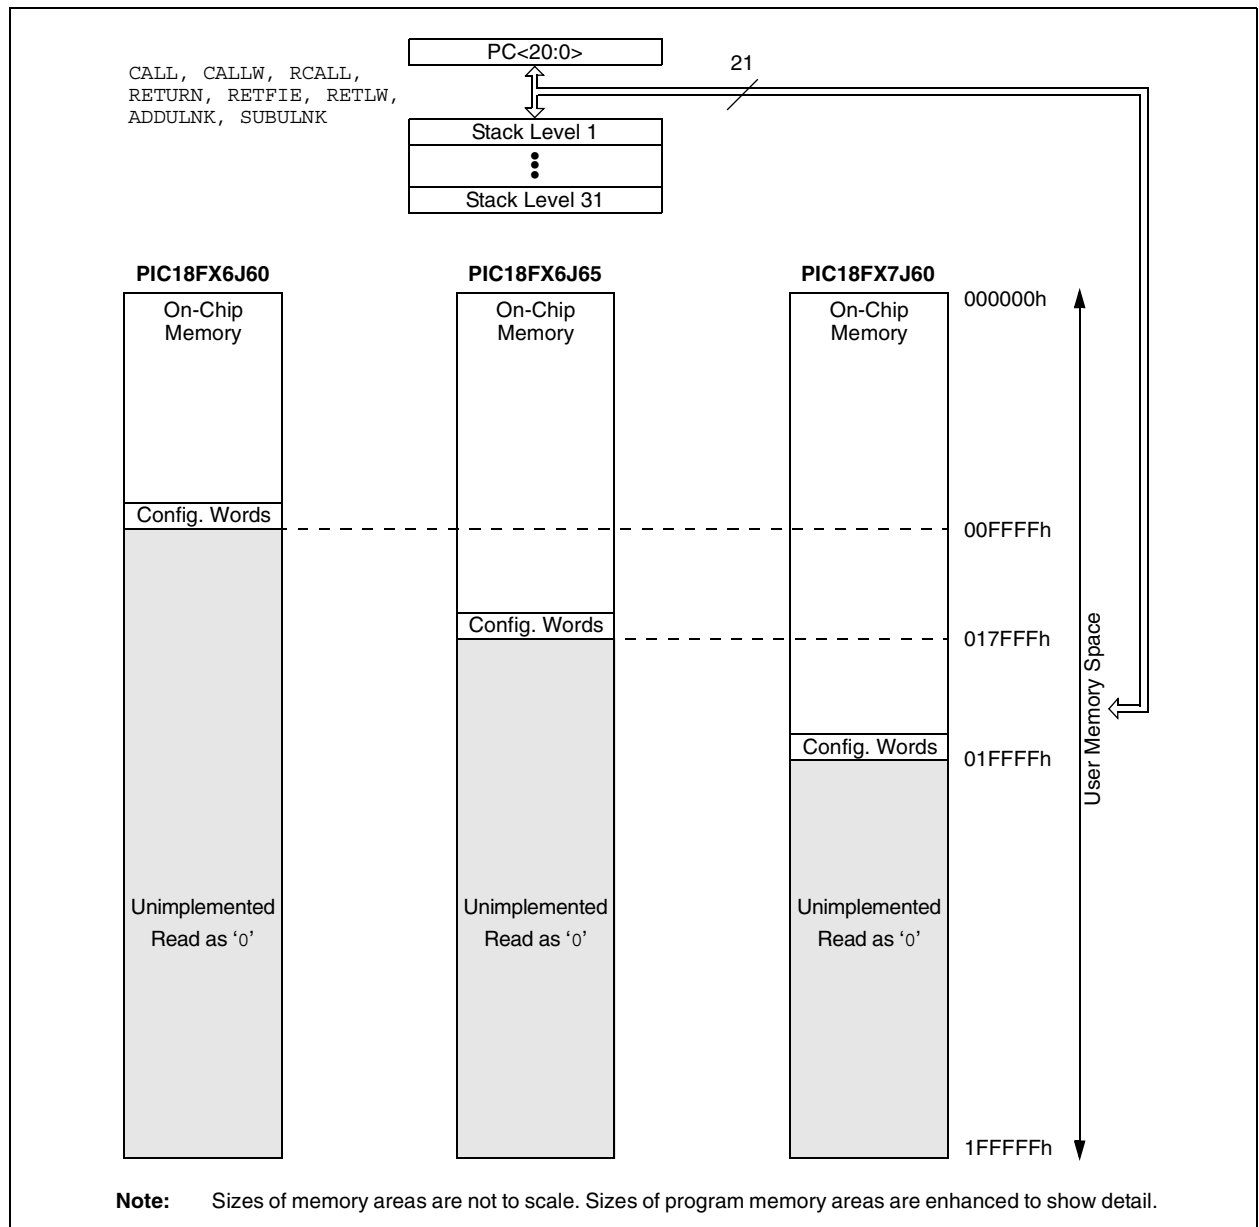 PC<20:0>
21
CALL, CALLW, RCALL,
RETURN, RETFIE, RETLW,
ADDULNK, SUBULNK
Stack Level 1
Stack Level 31
PIC18FX6J60
PIC18FX6J65
PIC18FX7J60
On-Chip
Memory
On-Chip
Memory
On-Chip
Memory
000000h
Config. Words
00FFFFh
Config. Words
017FFFh
Config. Words
01FFFFh
User Memory Space
Unimplemented
Read as ‘0’
Unimplemented
Read as ‘0’
Unimplemented
Read as ‘0’
1FFFFFh
Note: Sizes of memory areas are not to scale. Sizes of program memory areas are enhanced to show detail.